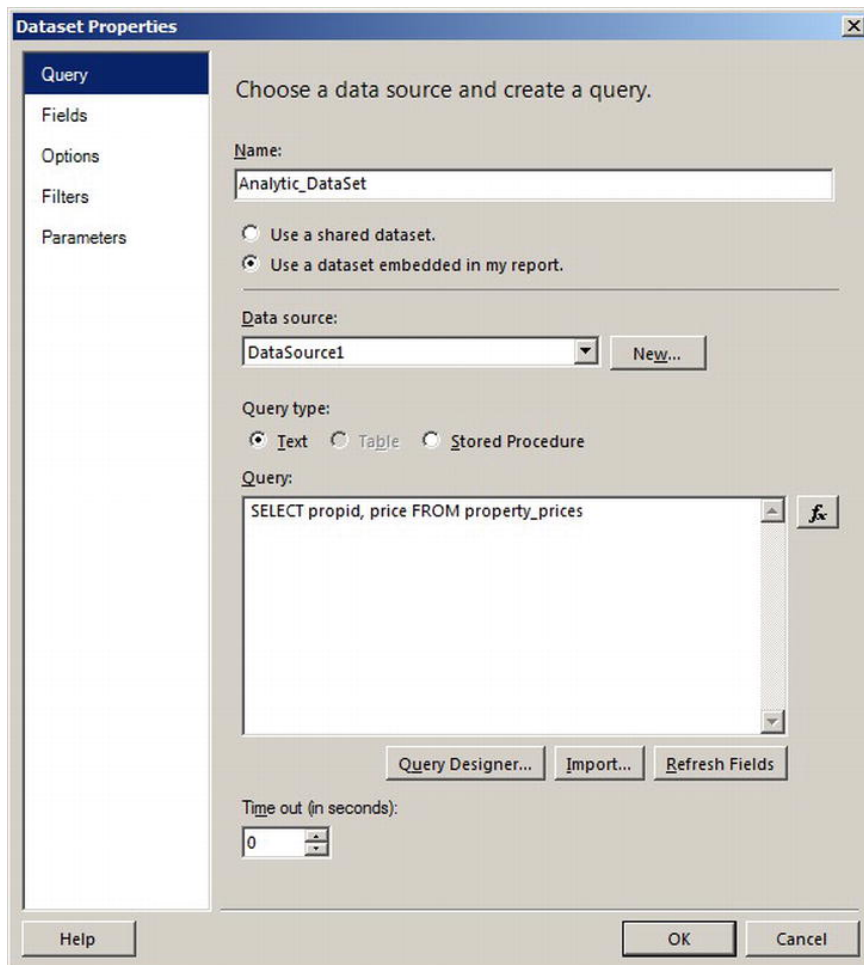 Dataset Properties
Query
Fields
Options
Filters
Parameters
Choose a data source and create a query.
Name:
Analytic_DataSet
Use a shared dataset.
Use a dataset embedded in my report.
Data source:
DataSource1
New...
Query type:
Text Table Stored Procedure
Query:
SELECT propid, price FROM property_prices
fx
Query Designer... Import... Refresh Fields
Time out (in seconds):
0
Help OK Cancel